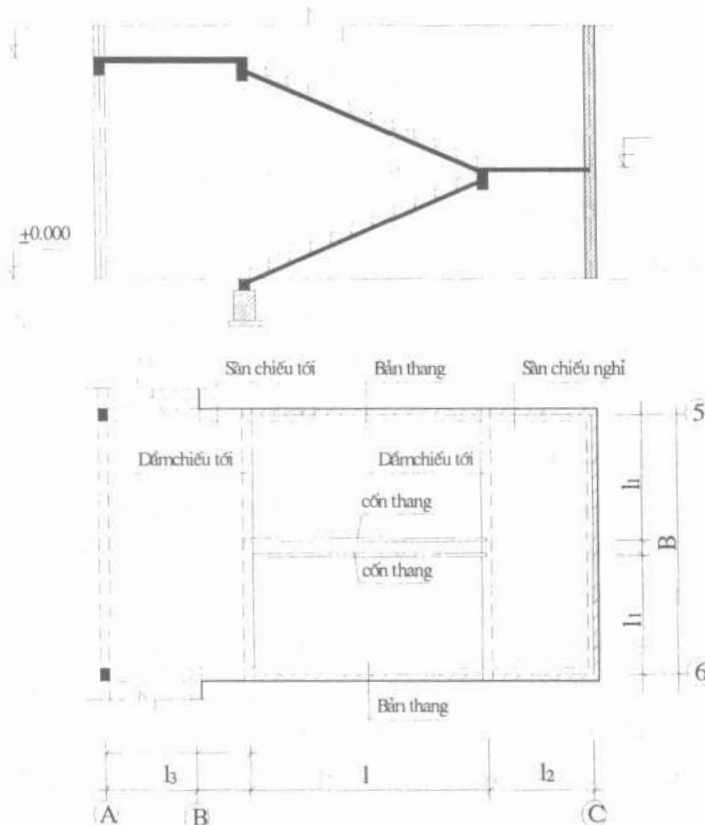 ±0.000
Sàn chiếu tới Bản thang Sàn chiếu nghỉ
5
Dầmchiếu tới Dầmchiếu tới
l1
cốn thang
B
cốn thang
l1
6
Bản thang
l3 l l2
A B C